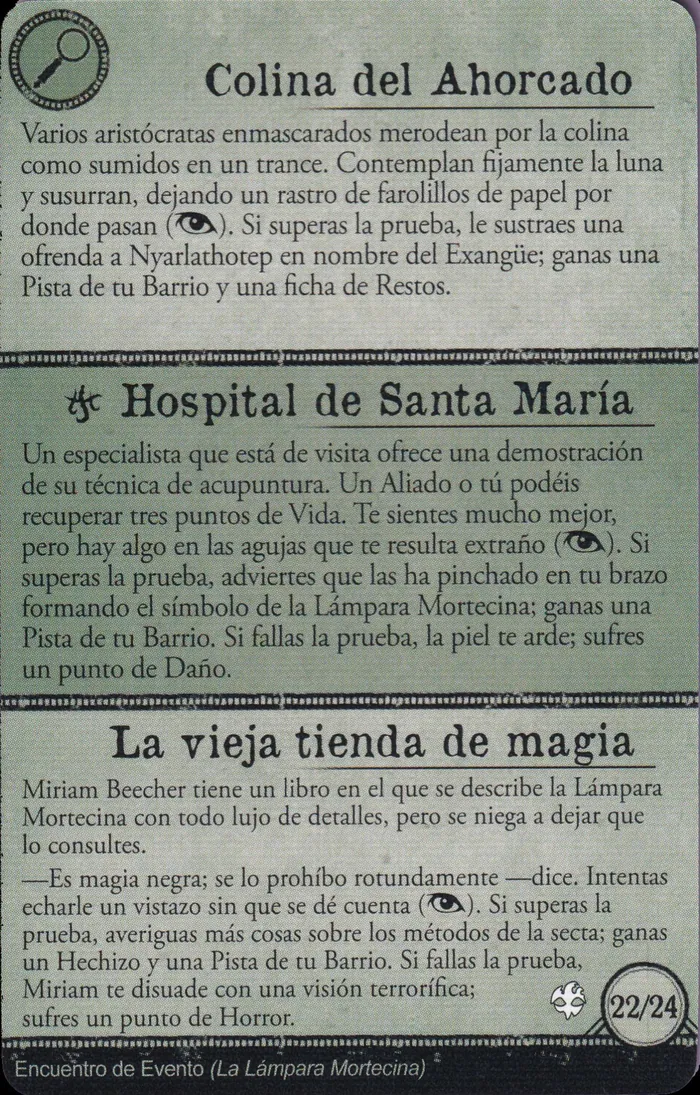 Colina del Ahorcado
Varios aristócratas enmascarados merodean por la colina
como sumidos en un trance. Contemplan fijamente la luna
y susurran, dejando un rastro de farolillos de papel por
donde pasan (). Si superas la prueba, le sustraes una
ofrenda a Nyarlathotep en nombre del Exangüe; ganas una
Pista de tu Barrio y una ficha de Restos.
Hospital de Santa María
Un especialista que está de visita ofrece una demostración
de su técnica de acupuntura. Un Aliado o tú podéis
recuperar tres puntos de Vida. Te sientes mucho mejor,
pero hay algo en las agujas que te resulta extraño (). Si
superas la prueba, adviertes que las ha pinchado en tu brazo
formando el símbolo de la Lámpara Mortecina; ganas una
Pista de tu Barrio. Si fallas la prueba, la piel te arde; sufres
un punto de Daño.
La vieja tienda de magia
Miriam Beecher tiene un libro en el que se describe la Lámpara
Mortecina con todo lujo de detalles, pero se niega a dejar que
lo consultes.
—Es magia negra; se lo prohíbo rotundamente —dice. Intentas
echarle un vistazo sin que se dé cuenta (). Si superas la
prueba, averiguas más cosas sobre los métodos de la secta; ganas
un Hechizo y una Pista de tu Barrio. Si fallas la prueba,
Miriam te disuade con una visión terrorífica;
sufres un punto de Horror.
22/24
Encuentro de Evento (La Lámpara Mortecina)